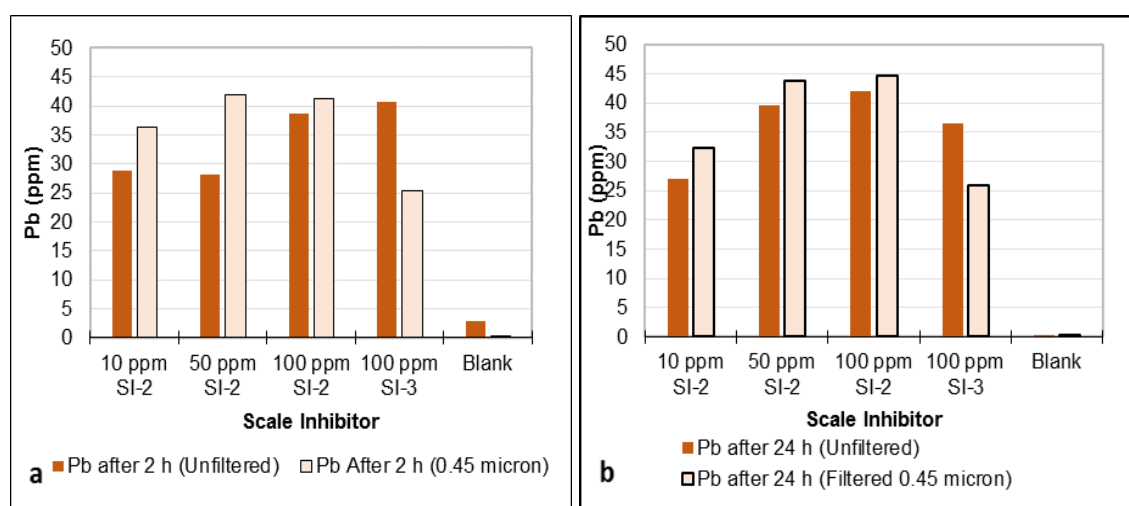 50
45
40
35
30
25
20
15
10
5
0
Pb (ppm)
10 ppm SI-2
50 ppm SI-2
100 ppm SI-2
100 ppm SI-3
Blank
Scale Inhibitor
Pb after 2 h (Unfiltered)
Pb After 2 h (0.45 micron)
a
50
45
40
35
30
25
20
15
10
5
0
Pb (ppm)
10 ppm SI-2
50 ppm SI-2
100 ppm SI-2
100 ppm SI-3
Blank
Scale Inhibitor
Pb after 24 h (Unfiltered)
Pb after 24 h (Filtered 0.45 micron)
b